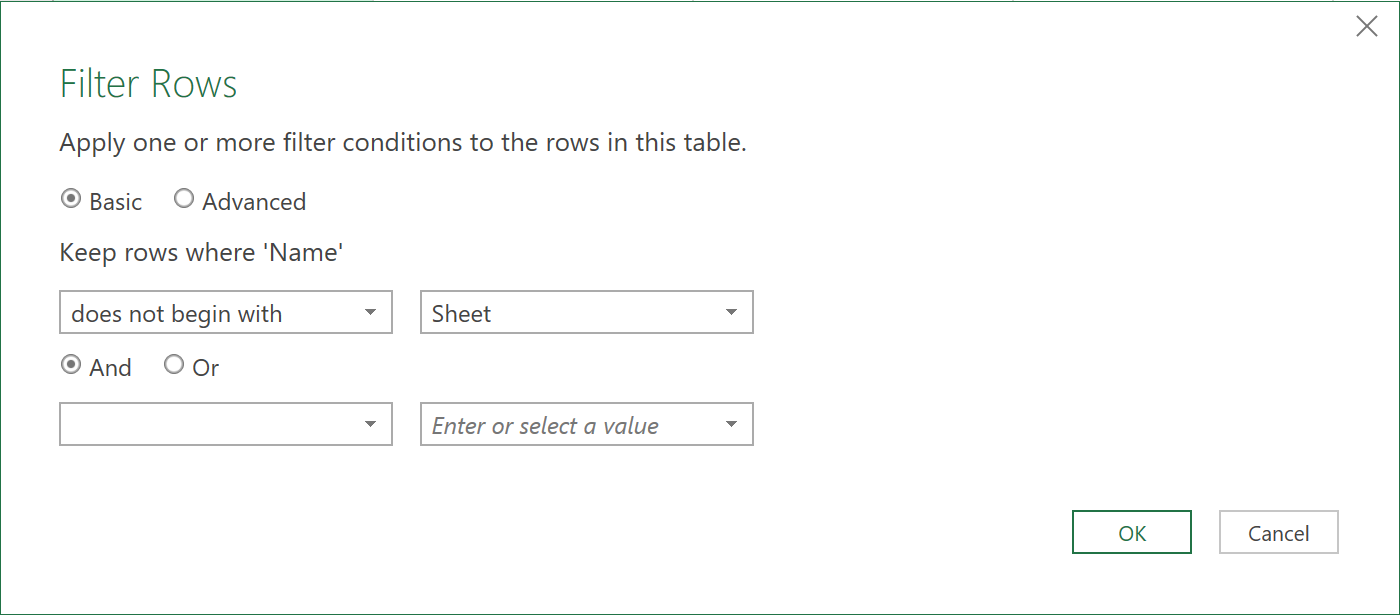 Filter Rows
Apply one or more filter conditions to the rows in this table.
Basic Advanced
Keep rows where 'Name'
does not begin with Sheet
And Or
Enter or select a value
OK Cancel